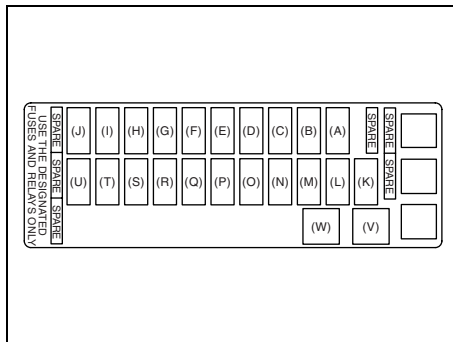 USE THE DESIGNATED
FUSES AND RELAYS ONLY
SPARE
SPARE
SPARE
(J) (I) (H) (G) (F) (E) (D) (C) (B) (A)
SPARE
SPARE
(U) (T) (S) (R) (Q) (P) (O) (N) (M) (L) (K)
SPARE
(W) (V)